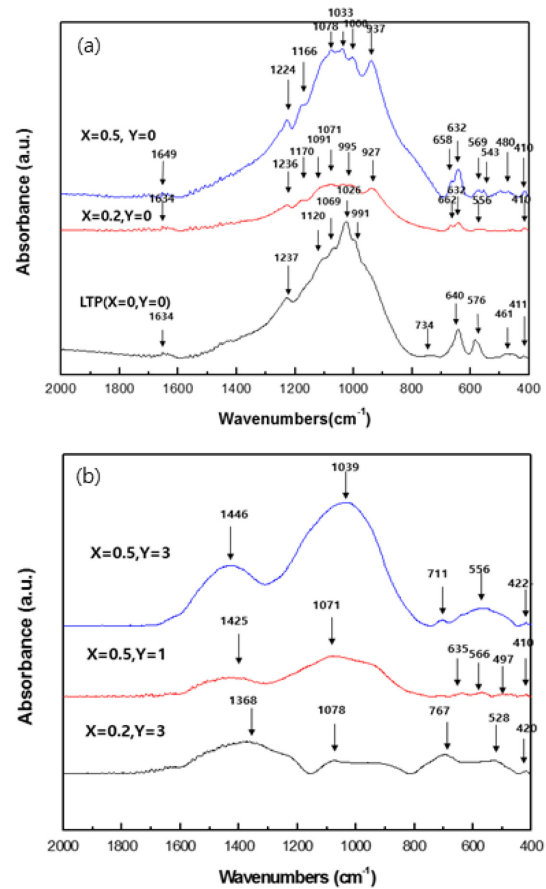 (a)
1033
1078 937
1166
1224
X=0.5, Y=0
1649
632
658 569 480 410
543
1071
1170 1091 995 927
1236
X=0.2,Y=0
1634
632
662 556 410
1026
1069 991
1120
1237
LTP(X=0,Y=0)
1634
734 640 576 461 411
Absorbance (a.u.)
2000 1800 1600 1400 1200 1000 800 600 400
Wavenumbers(cm-1)
(b)
1039
1446
X=0.5,Y=3
711 556 422
1425 1071
X=0.5,Y=1
635 566 497 410
1368 1078 767 528
X=0.2,Y=3
420
Absorbance (a.u.)
2000 1800 1600 1400 1200 1000 800 600 400
Wavenumbers (cm-1)